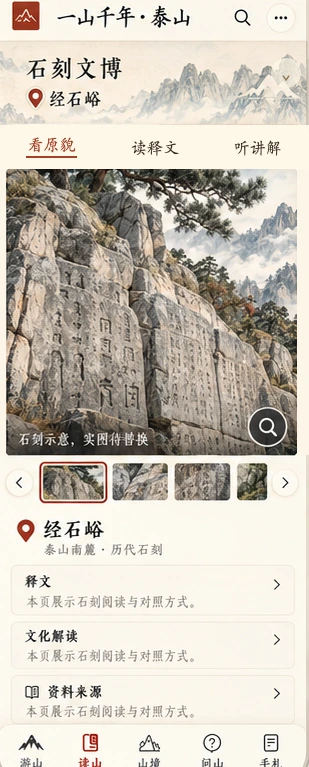 一山千年·泰山
石刻文博
经石峪
看原貌 读释文 听讲解
石刻示意，实图待替换
经石峪
泰山南麓·历代石刻
释文
本页展示石刻阅读与对照方式。
文化解读
本页展示石刻阅读与对照方式。
资料来源
本页展示石刻阅读与对照方式。
游山 读山 山境 问山 手札